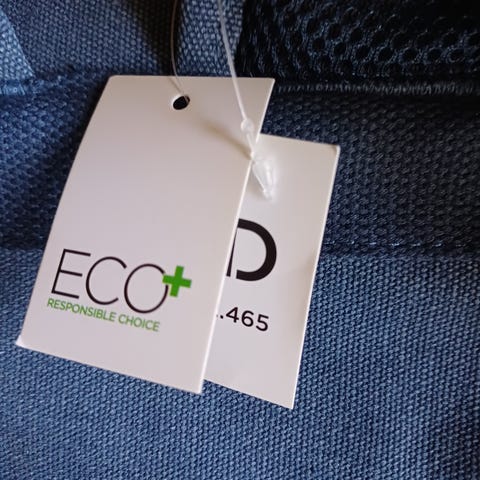 ECO+
RESPONSIBLE CHOICE
D
.465